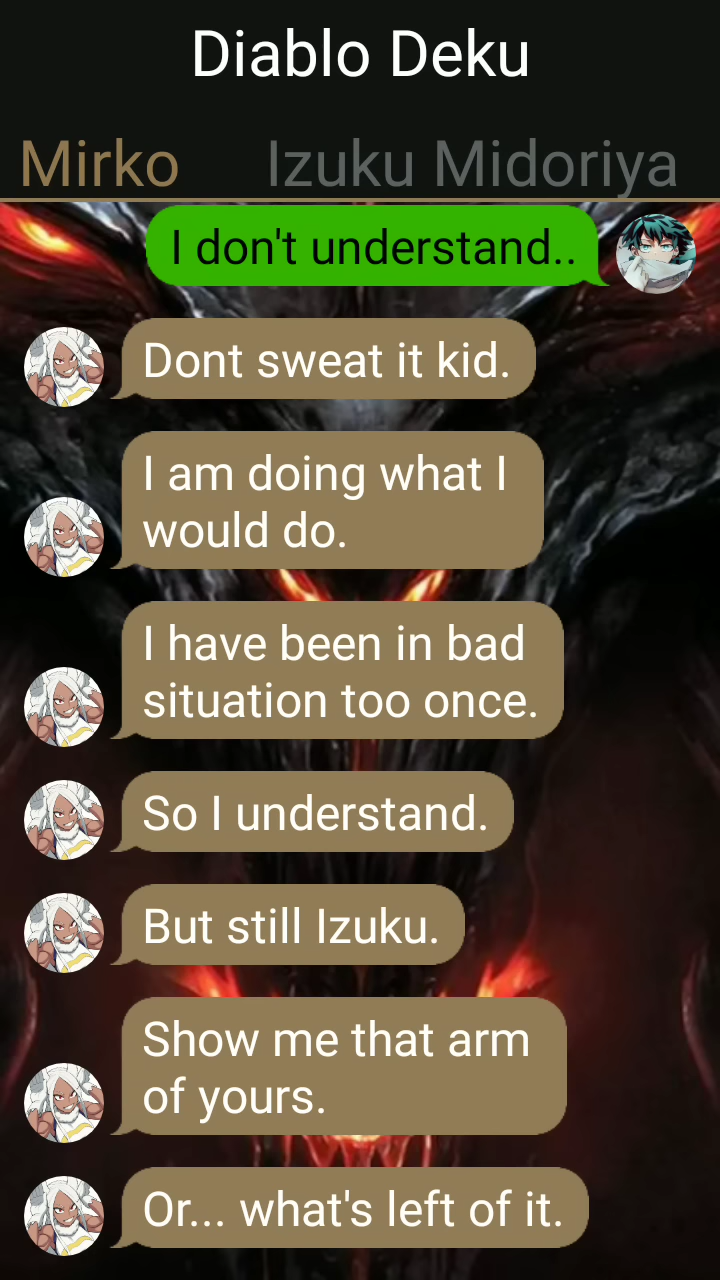 Diablo Deku
Mirko Izuku Midoriya
I don't understand..
Dont sweat it kid.
I am doing what I
would do.
I have been in bad
situation too once.
So I understand.
But still Izuku.
Show me that arm
of yours.
Or... what's left of it.